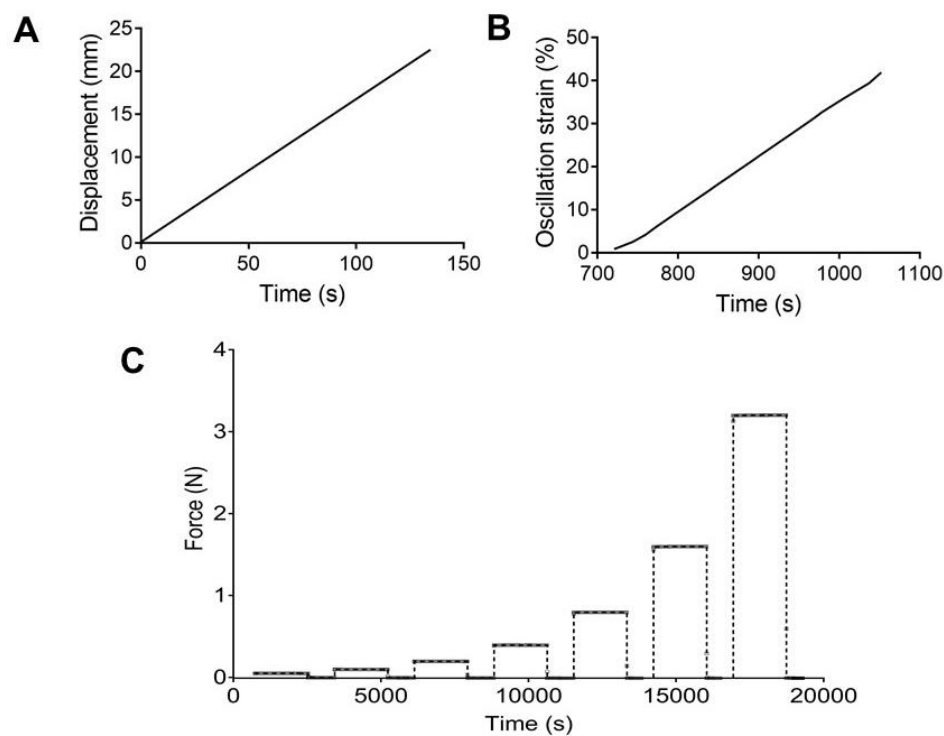 A
Displacement (mm)
25
20
15
10
5
0
0 50 100 150
Time (s)
B
Oscillation strain (%)
50
40
30
20
10
0
700 800 900 1000 1100
Time (s)
C
Force (N)
4
3
2
1
0
0 5000 10000 15000 20000
Time (s)